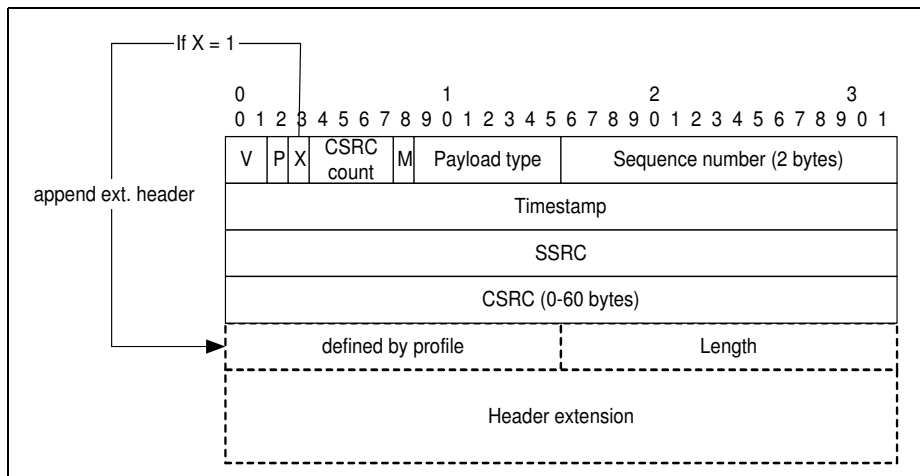 If X = 1
0 1 2 3
0 1 2 3 4 5 6 7 8 9 0 1 2 3 4 5 6 7 8 9 0 1 2 3 4 5 6 7 8 9 0 1
V P X CSRC count M Payload type Sequence number (2 bytes)
append ext. header
Timestamp
SSRC
CSRC (0-60 bytes)
defined by profile Length
Header extension